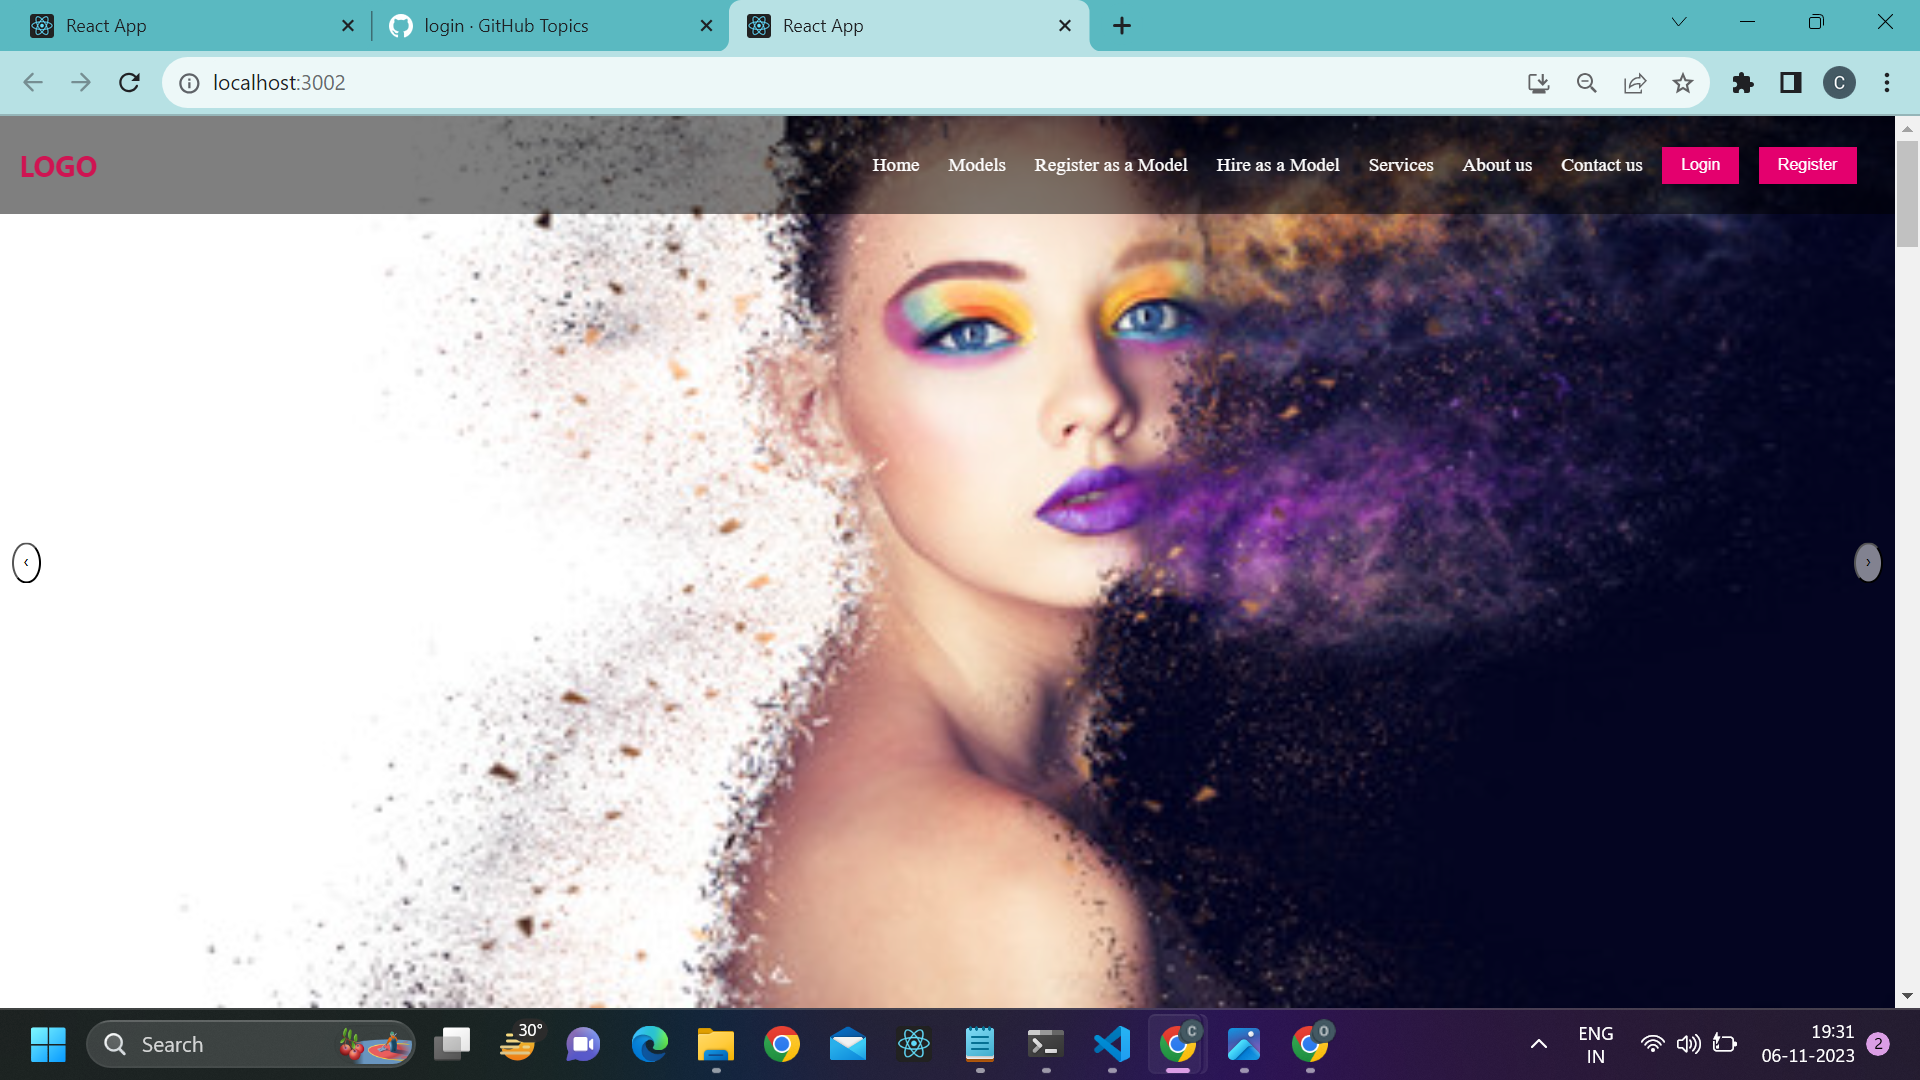 React App
login · GitHub Topics
React App
localhost:3002
C
LOGO
Home Models Register as a Model Hire as a Model Services About us Contact us Login Register
‹
›
Search
30°
C
O
ENG
IN
19:31
06-11-2023
2